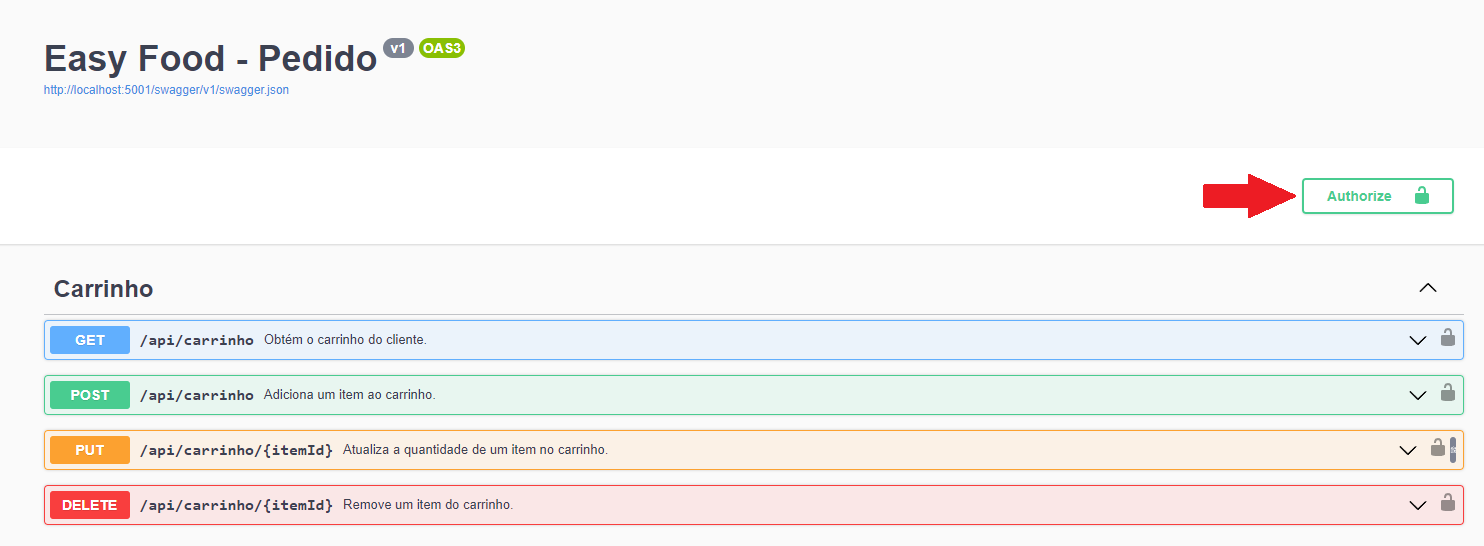 Easy Food - Pedido v1 OAS3
http://localhost:5001/swagger/v1/swagger.json
Authorize
Carrinho
GET /api/carrinho Obtém o carrinho do cliente.
POST /api/carrinho Adiciona um item ao carrinho.
PUT /api/carrinho/{itemId} Atualiza a quantidade de um item no carrinho.
DELETE /api/carrinho/{itemId} Remove um item do carrinho.